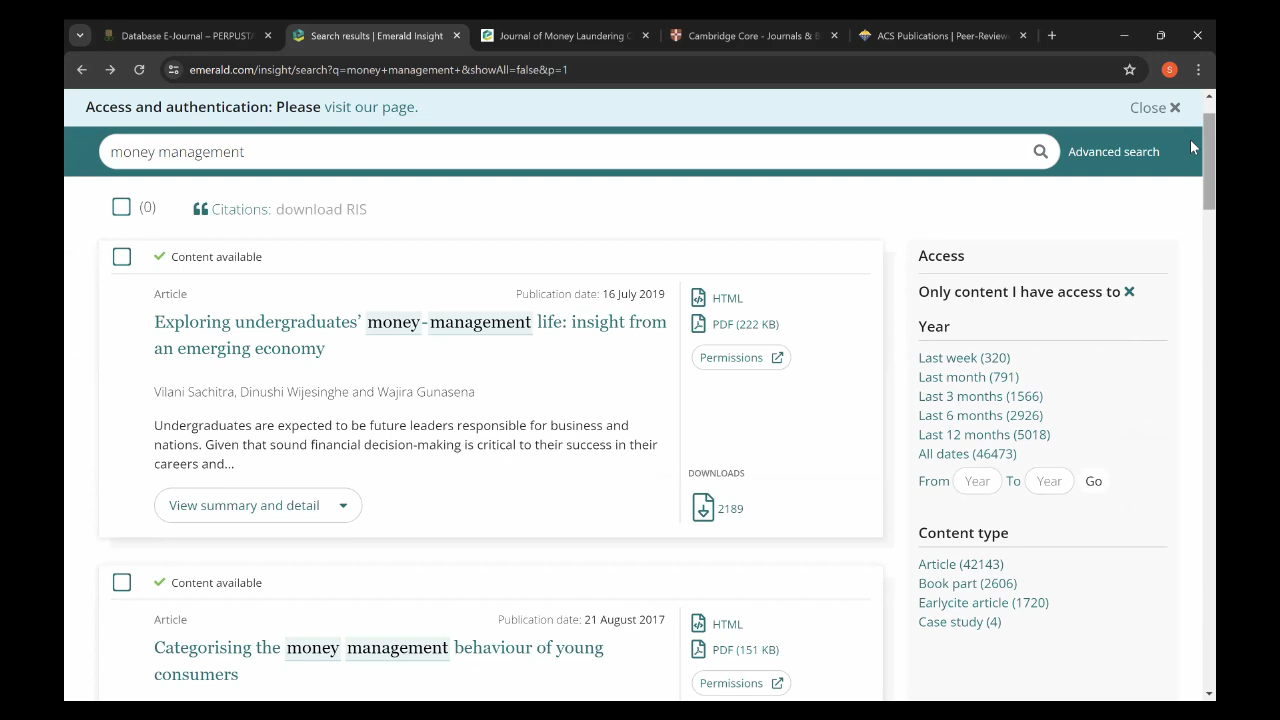 Database E-Journal – PERPUSTA
Search results | Emerald Insight
Journal of Money Laundering C
Cambridge Core - Journals & B
ACS Publications | Peer-Review
emerald.com/insight/search?q=money+management+&showAll=false&p=1
S
Access and authentication: Please visit our page.
Close
money management
Advanced search
(0)
Citations: download RIS
Content available
Article
Publication date: 16 July 2019
Exploring undergraduates’ money-management life: insight from
an emerging economy
Vilani Sachitra, Dinushi Wijesinghe and Wajira Gunasena
Undergraduates are expected to be future leaders responsible for business and
nations. Given that sound financial decision-making is critical to their success in their
careers and...
View summary and detail
HTML
PDF (222 KB)
Permissions
DOWNLOADS
2189
Content available
Article
Publication date: 21 August 2017
Categorising the money management behaviour of young
consumers
HTML
PDF (151 KB)
Permissions
Access
Only content I have access to
Year
Last week (320)
Last month (791)
Last 3 months (1566)
Last 6 months (2926)
Last 12 months (5018)
All dates (46473)
From Year To Year Go
Content type
Article (42143)
Book part (2606)
Earlycite article (1720)
Case study (4)